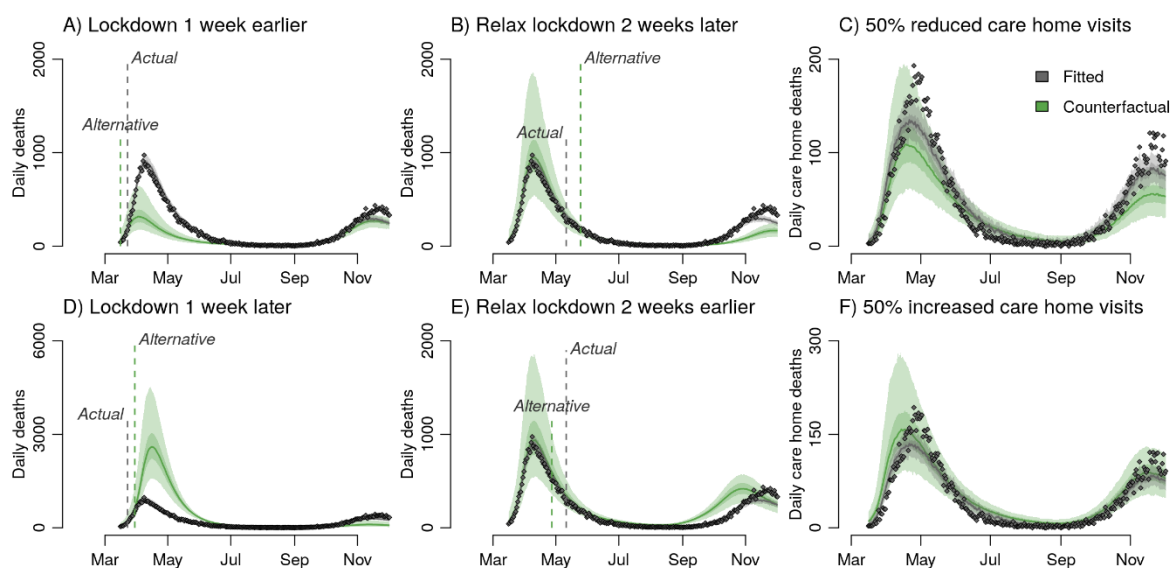 A) Lockdown 1 week earlier
Actual
Alternative
Daily deaths
2000
1000
0
Mar May Jul Sep Nov
B) Relax lockdown 2 weeks later
Alternative
Actual
Daily deaths
2000
1000
0
Mar May Jul Sep Nov
C) 50% reduced care home visits
Fitted
Counterfactual
Daily care home deaths
200
100
0
Mar May Jul Sep Nov
D) Lockdown 1 week later
Alternative
Actual
Daily deaths
6000
3000
0
Mar May Jul Sep Nov
E) Relax lockdown 2 weeks earlier
Actual
Alternative
Daily deaths
2000
1000
0
Mar May Jul Sep Nov
F) 50% increased care home visits
Daily care home deaths
300
150
0
Mar May Jul Sep Nov